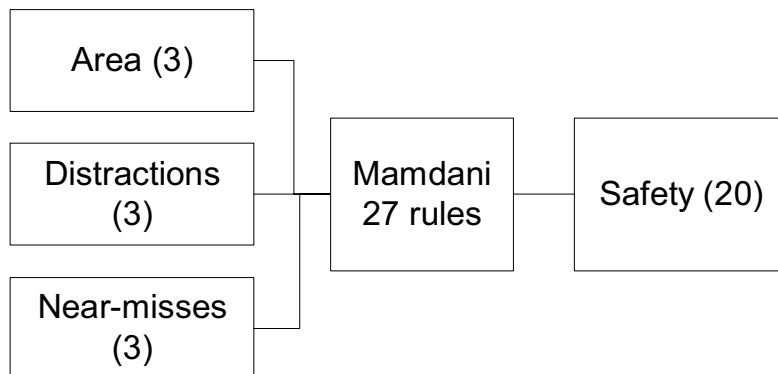 Area (3)
Distractions
(3)
Near-misses
(3)
Mamdani
27 rules
Safety (20)